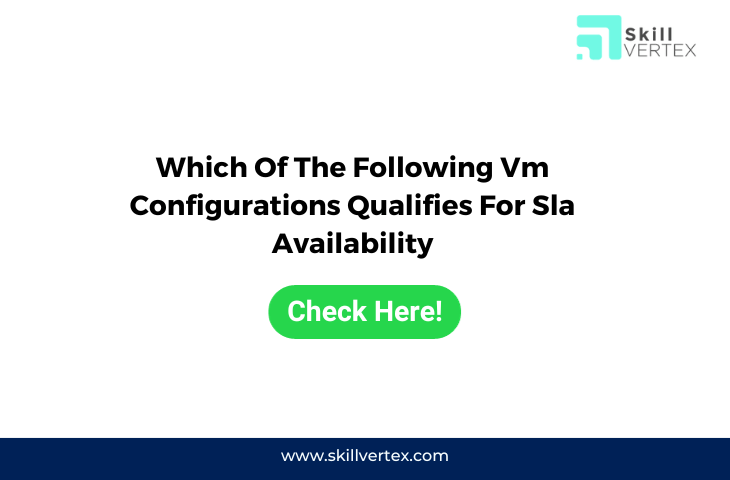 Skill
VERTEX
Which Of The Following Vm
Configurations Qualifies For Sla
Availability
Check Here!
www.skillvertex.com